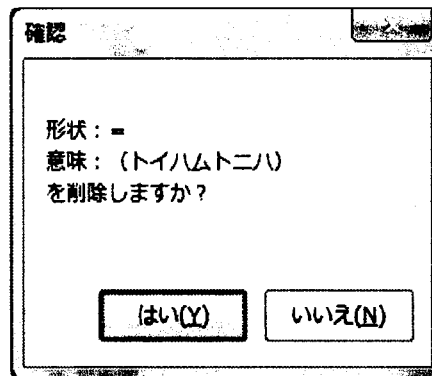 確認
形状：＝
意味：（トイハムトニハ）
を削除しますか？
はい(Y)
いいえ(N)